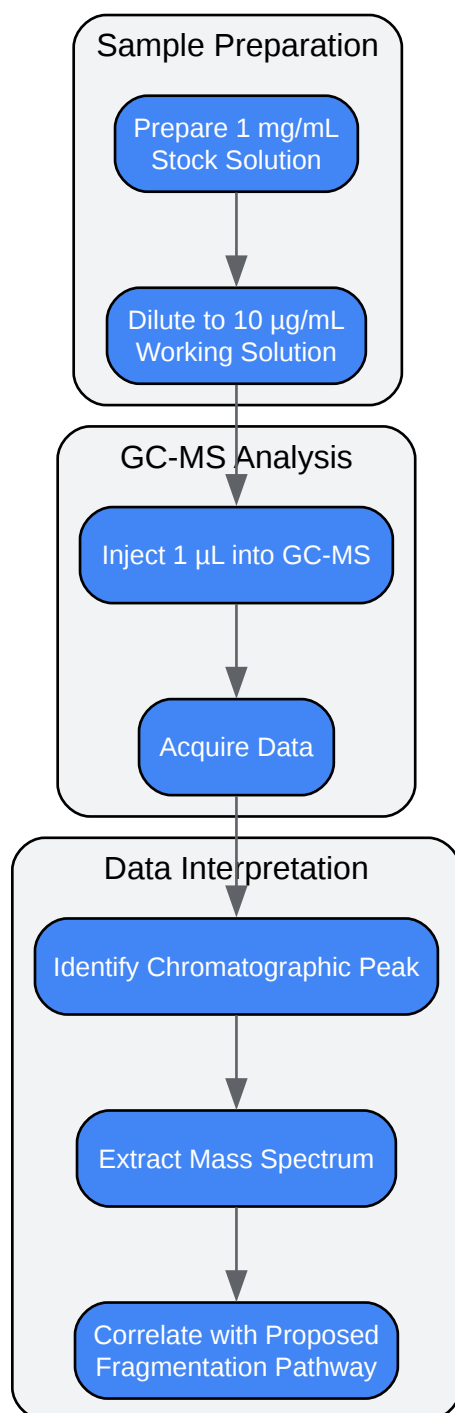 Sample Preparation
Prepare 1 mg/mL
Stock Solution
Dilute to 10 µg/mL
Working Solution
GC-MS Analysis
Inject 1 µL into GC-MS
Acquire Data
Data Interpretation
Identify Chromatographic Peak
Extract Mass Spectrum
Correlate with Proposed
Fragmentation Pathway